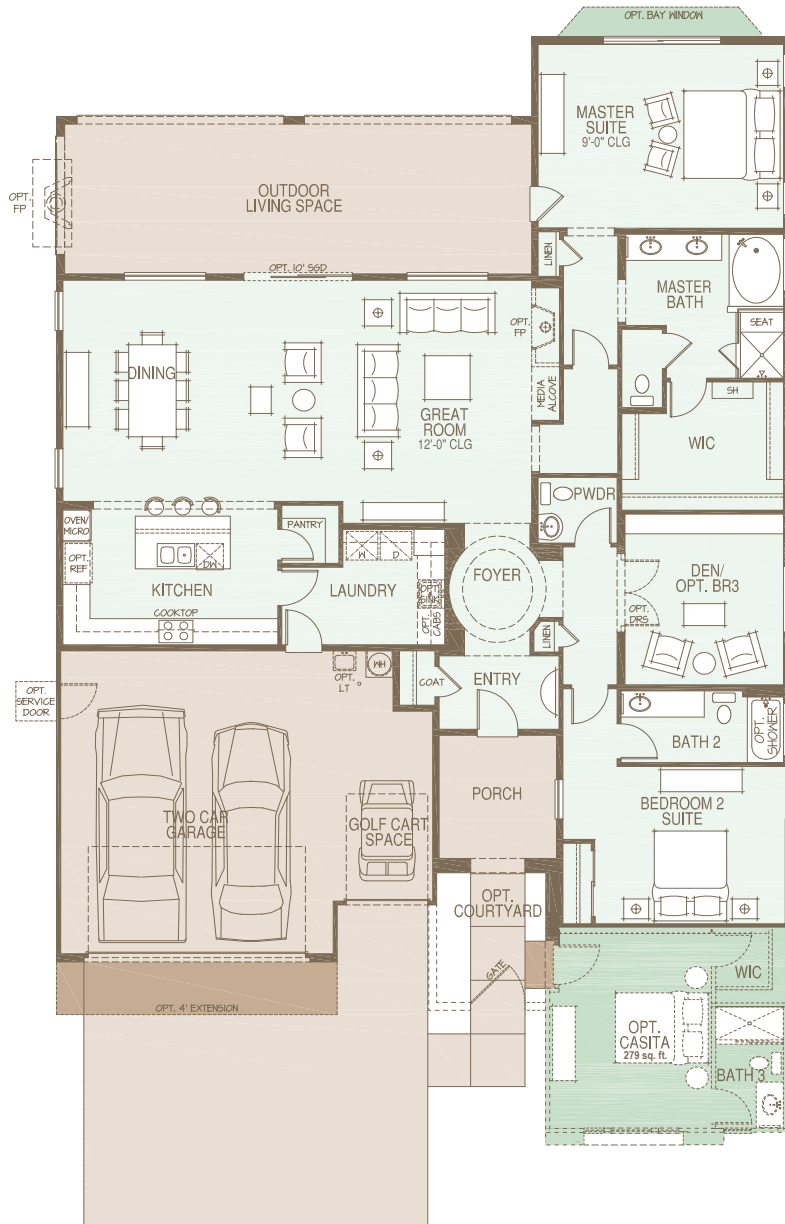 OPT. BAY WINDOW
MASTER
SUITE
9'-0" CLG
OUTDOOR
LIVING SPACE
OPT.
FP
OPT. 10' SGD
LINEN
MASTER
BATH
SEAT
OPT.
FP
DINING
MEDIA
ALCOVE
GREAT
ROOM
12'-0" CLG
SH
WIC
PWDR
OVEN/
MICRO
OPT.
REF
DW
PANTRY
W
D
KITCHEN
COOKTOP
LAUNDRY
OPT.
SINK
OPT.
CABS
FOYER
DEN/
OPT. BR3
OPT.
DRS
LINEN
OPT.
LT
WH
COAT
ENTRY
OPT.
SERVICE
DOOR
BATH 2
OPT.
SHOWER
PORCH
BEDROOM 2
SUITE
TWO CAR
GARAGE
GOLF CART
SPACE
OPT.
COURTYARD
GATE
WIC
OPT. 4' EXTENSION
OPT.
CASITA
279 sq. ft.
BATH 3